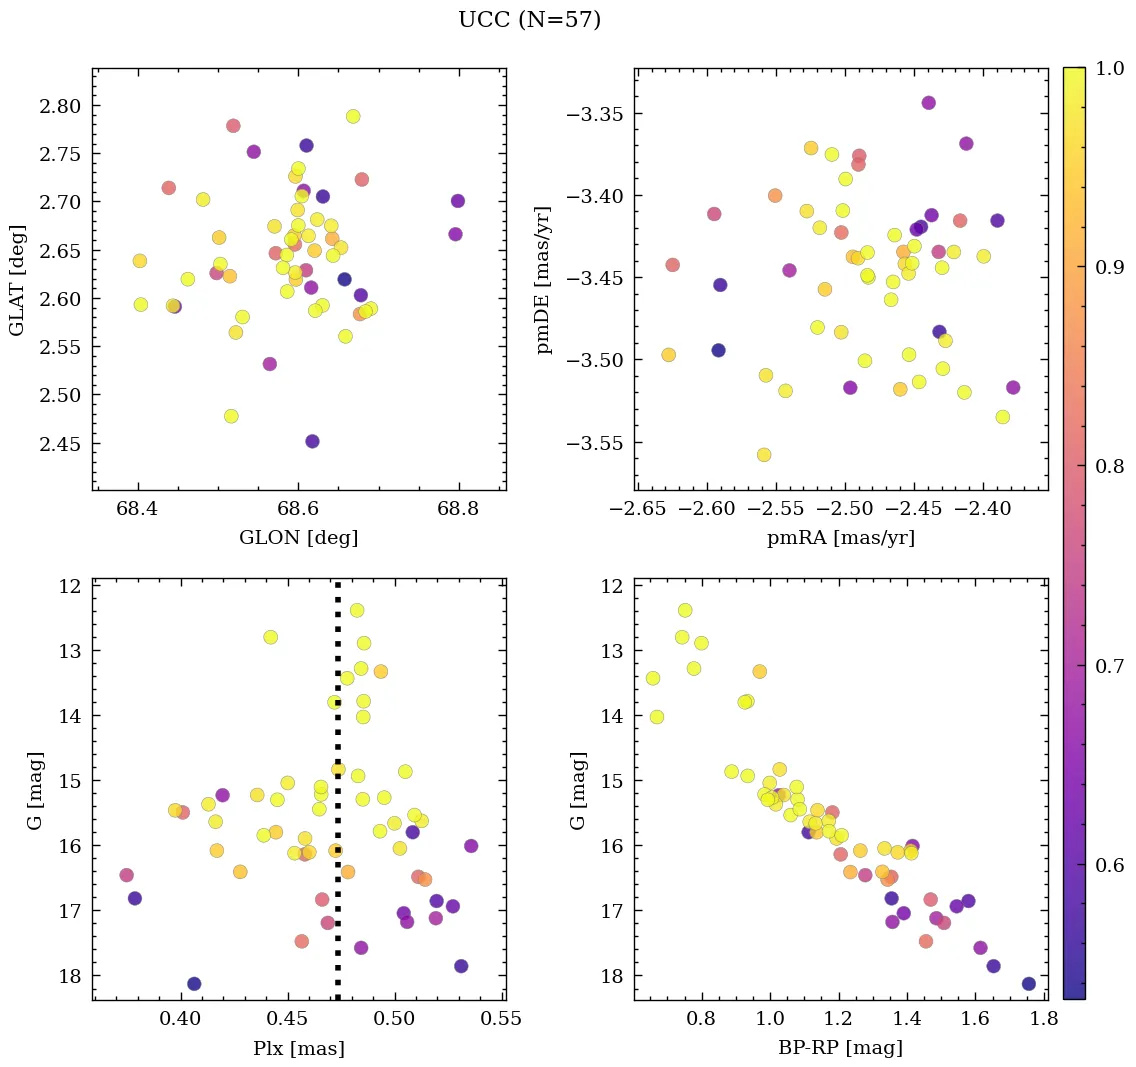 UCC (N=57)
2.80
2.75
2.70
2.65
2.60
2.55
2.50
2.45
GLAT [deg]
68.4 68.6 68.8
GLON [deg]
−3.35
−3.40
−3.45
−3.50
−3.55
pmDE [mas/yr]
−2.65 −2.60 −2.55 −2.50 −2.45 −2.40
pmRA [mas/yr]
1.0
0.9
0.8
0.7
0.6
12
13
14
15
16
17
18
G [mag]
0.40 0.45 0.50 0.55
Plx [mas]
12
13
14
15
16
17
18
G [mag]
0.8 1.0 1.2 1.4 1.6 1.8
BP-RP [mag]